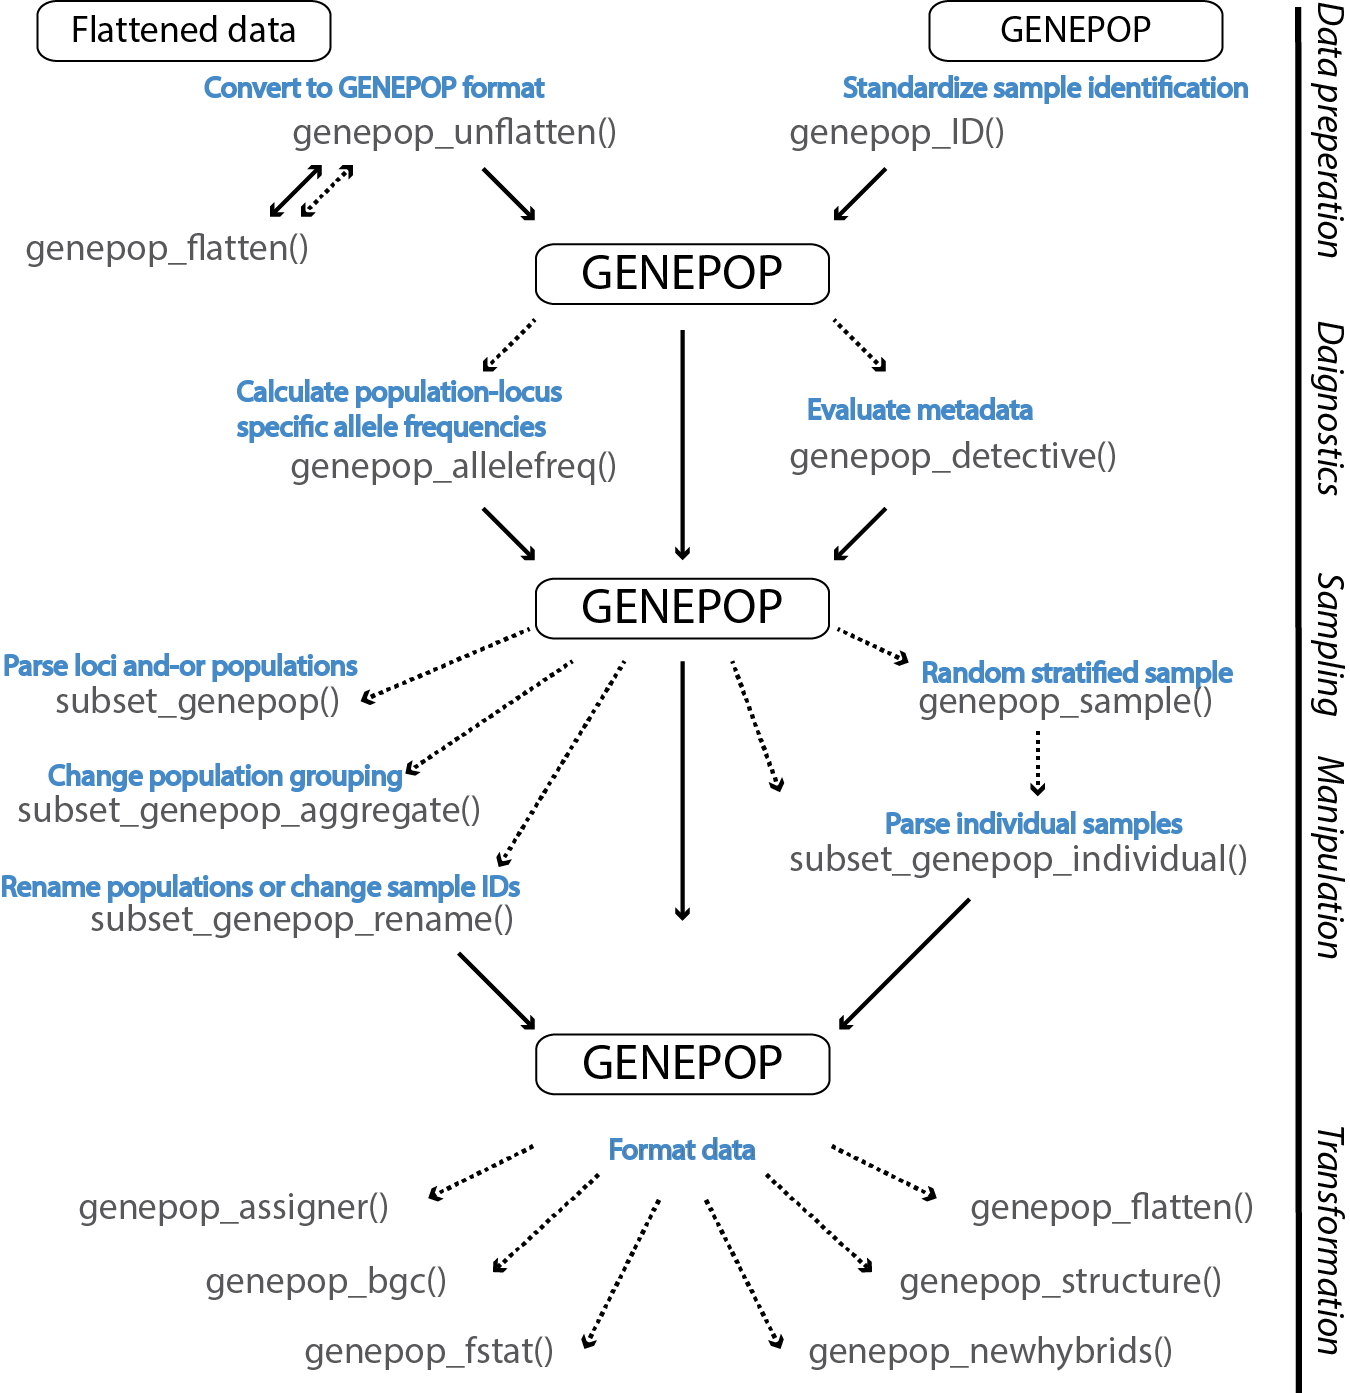 Flattened data
GENEPOP
Convert to GENEPOP format
Standardize sample identification
genepop_unflatten()
genepop_ID()
genepop_flatten()
GENEPOP
Data preperation
Calculate population-locus
specific allele frequencies
genepop_allelefreq()
Evaluate metadata
genepop_detective()
Daignostics
GENEPOP
Parse loci and-or populations
subset_genepop()
Random stratified sample
genepop_sample()
Sampling
Change population grouping
subset_genepop_aggregate()
Parse individual samples
subset_genepop_individual()
Rename populations or change sample IDs
subset_genepop_rename()
Manipulation
GENEPOP
Format data
genepop_assigner()
genepop_flatten()
genepop_bgc()
genepop_structure()
genepop_fstat()
genepop_newhybrids()
Transformation